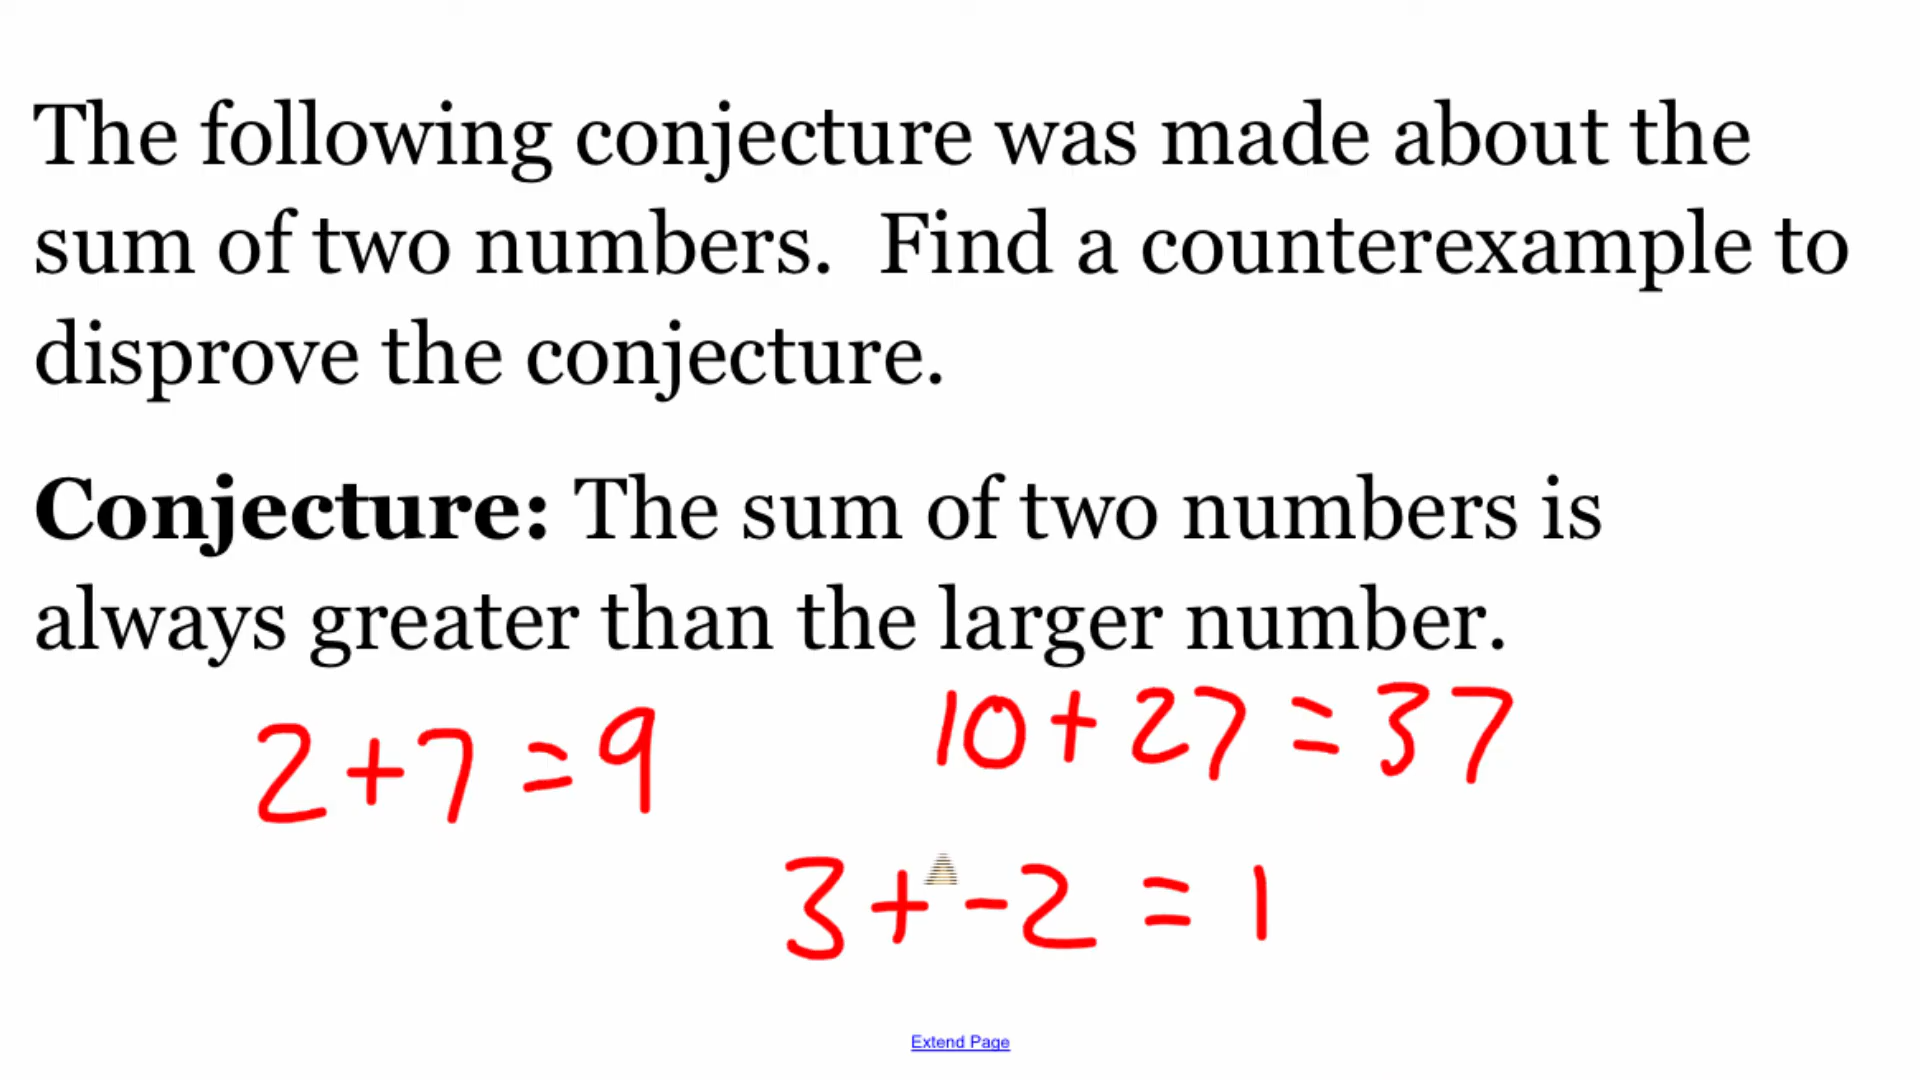 The following conjecture was made about the
sum of two numbers. Find a counterexample to
disprove the conjecture.
Conjecture: The sum of two numbers is
always greater than the larger number.
2+7=9
10+27=37
3+-2=1
Extend Page